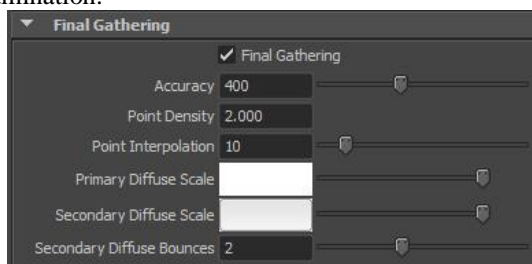 Final Gathering
Final Gathering
Accuracy 400
Point Density 2.000
Point Interpolation 10
Primary Diffuse Scale
Secondary Diffuse Scale
Secondary Diffuse Bounces 2